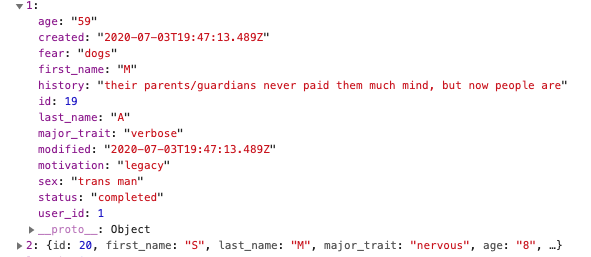 ▼ 1:
age: "59"
created: "2020-07-03T19:47:13.489Z"
fear: "dogs"
first_name: "M"
history: "their parents/guardians never paid them much mind, but now people are"
id: 19
last_name: "A"
major_trait: "verbose"
modified: "2020-07-03T19:47:13.489Z"
motivation: "legacy"
sex: "trans man"
status: "completed"
user_id: 1
▶ __proto__: Object
▶ 2: {id: 20, first_name: "S", last_name: "M", major_trait: "nervous", age: "8", …}